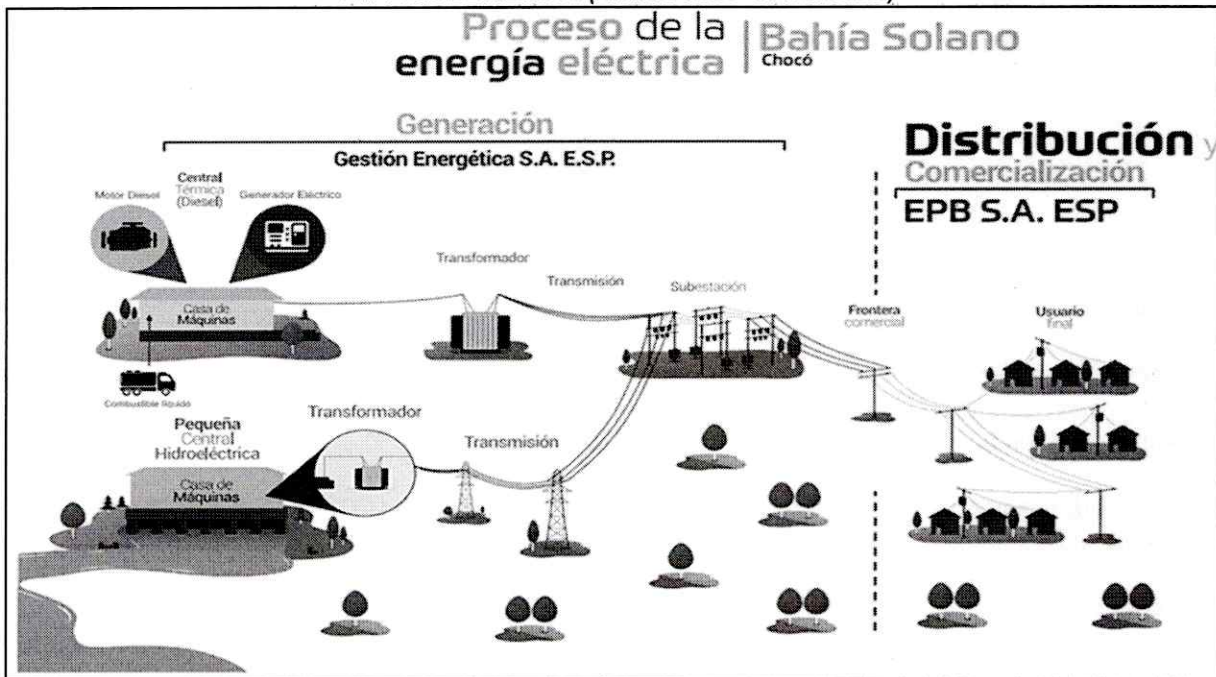 Proceso de la
energía eléctrica
Bahía Solano
Chocó
Generación
Gestión Energética S.A. E.S.P.
Distribución y
Comercialización
EPB S.A. ESP
Motor Diesel
Central
Térmica
(Diesel)
Generador Eléctrico
Casa de
Máquinas
Combustible líquido
Transformador
Transmisión
Subestación
Frontera
comercial
Usuario
final
Pequeña
Central
Hidroeléctrica
Casa de
Máquinas
Transformador
Transmisión